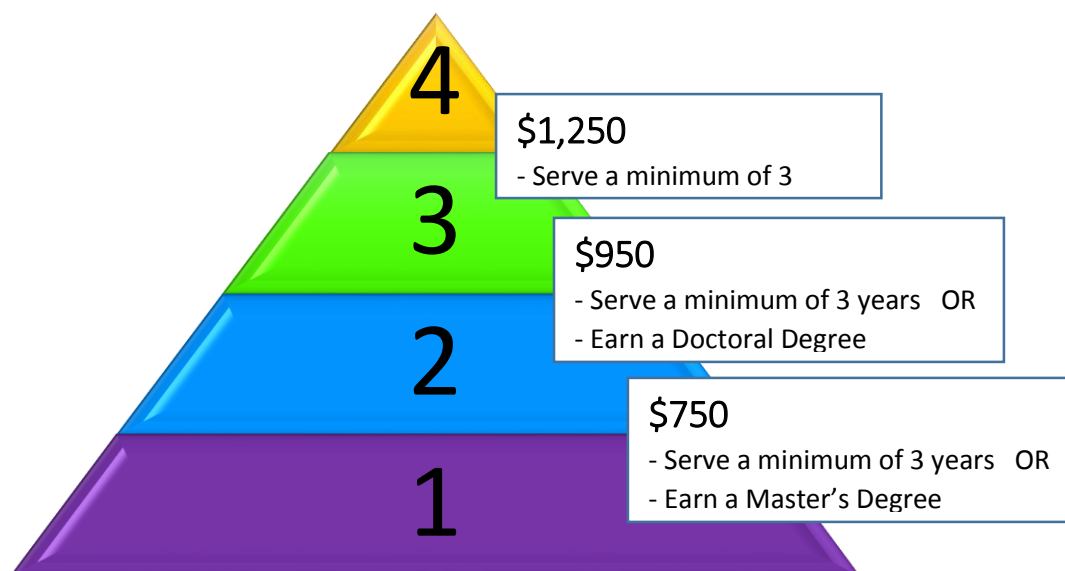 4
$1,250
- Serve a minimum of 3
3
$950
- Serve a minimum of 3 years OR
- Earn a Doctoral Degree
2
$750
- Serve a minimum of 3 years OR
- Earn a Master’s Degree
1